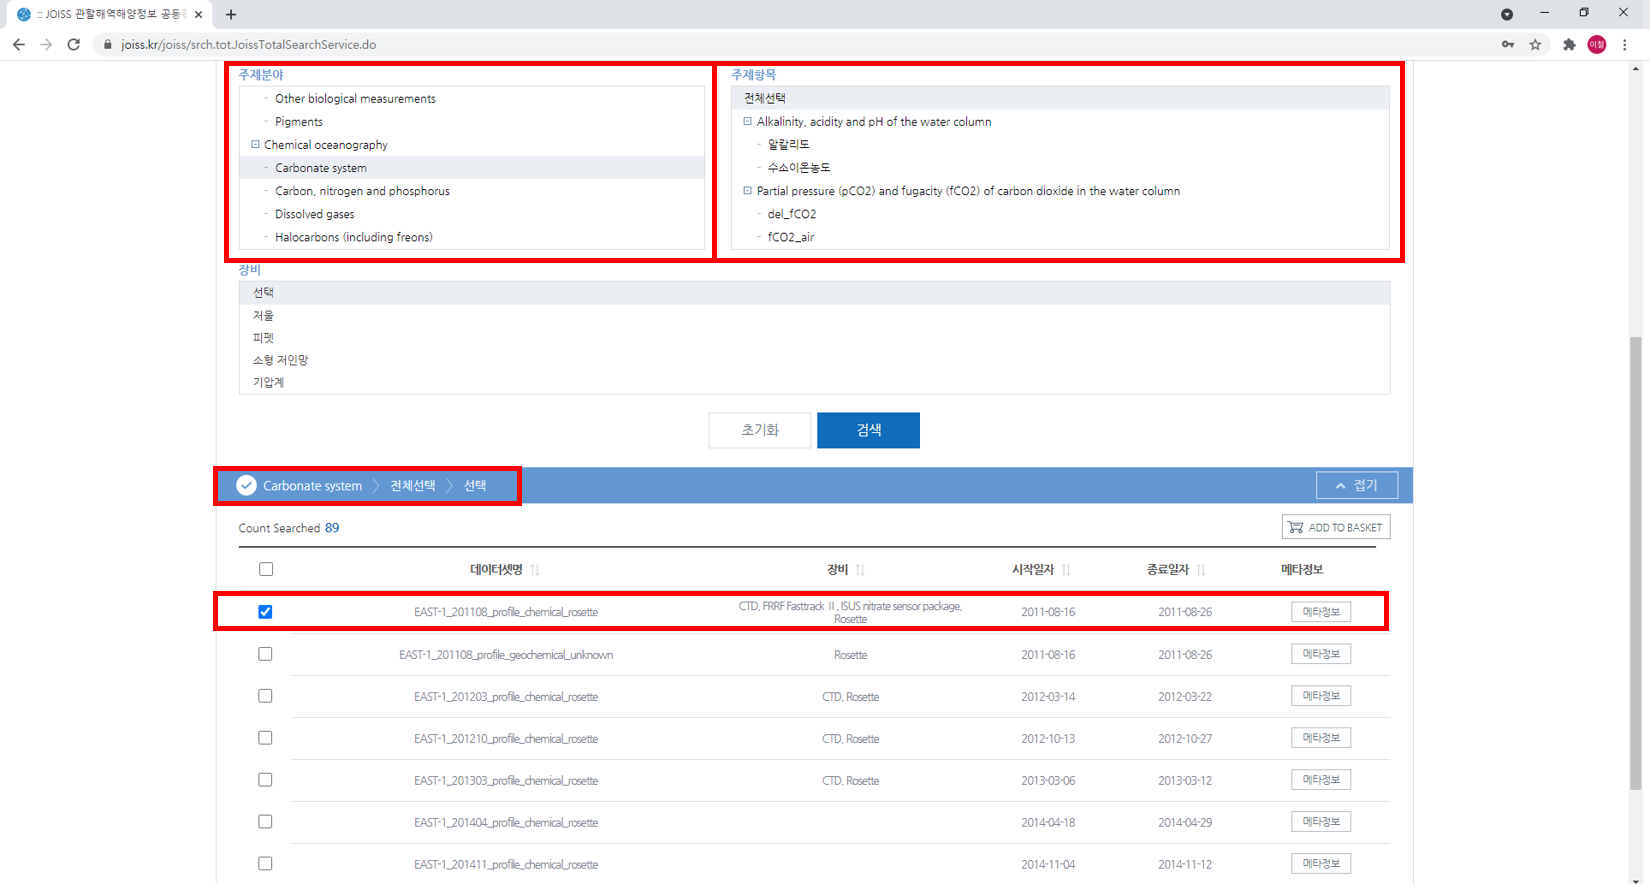 :: JOISS 관할해역해양정보 공동
joiss.kr/joiss/srch.tot.JoissTotalSearchService.do
이정
주제분야
Other biological measurements
Pigments
Chemical oceanography
Carbonate system
Carbon, nitrogen and phosphorus
Dissolved gases
Halocarbons (including freons)
주제항목
전체선택
Alkalinity, acidity and pH of the water column
알칼리도
수소이온농도
Partial pressure (pCO2) and fugacity (fCO2) of carbon dioxide in the water column
del_fCO2
fCO2_air
장비
선택
저울
피펫
소형 저인망
기압계
초기화 검색
Carbonate system 전체선택 선택 접기
Count Searched 89 ADD TO BASKET
데이터셋명 장비 시작일자 종료일자 메타정보
EAST-1_201108_profile_chemical_rosette CTD, FRRF Fasttrack Ⅱ, ISUS nitrate sensor package, Rosette 2011-08-16 2011-08-26 메타정보
EAST-1_201108_profile_geochemical_unknown Rosette 2011-08-16 2011-08-26 메타정보
EAST-1_201203_profile_chemical_rosette CTD, Rosette 2012-03-14 2012-03-22 메타정보
EAST-1_201210_profile_chemical_rosette CTD, Rosette 2012-10-13 2012-10-27 메타정보
EAST-1_201303_profile_chemical_rosette CTD, Rosette 2013-03-06 2013-03-12 메타정보
EAST-1_201404_profile_chemical_rosette 2014-04-18 2014-04-29 메타정보
EAST-1_201411_profile_chemical_rosette 2014-11-04 2014-11-12 메타정보